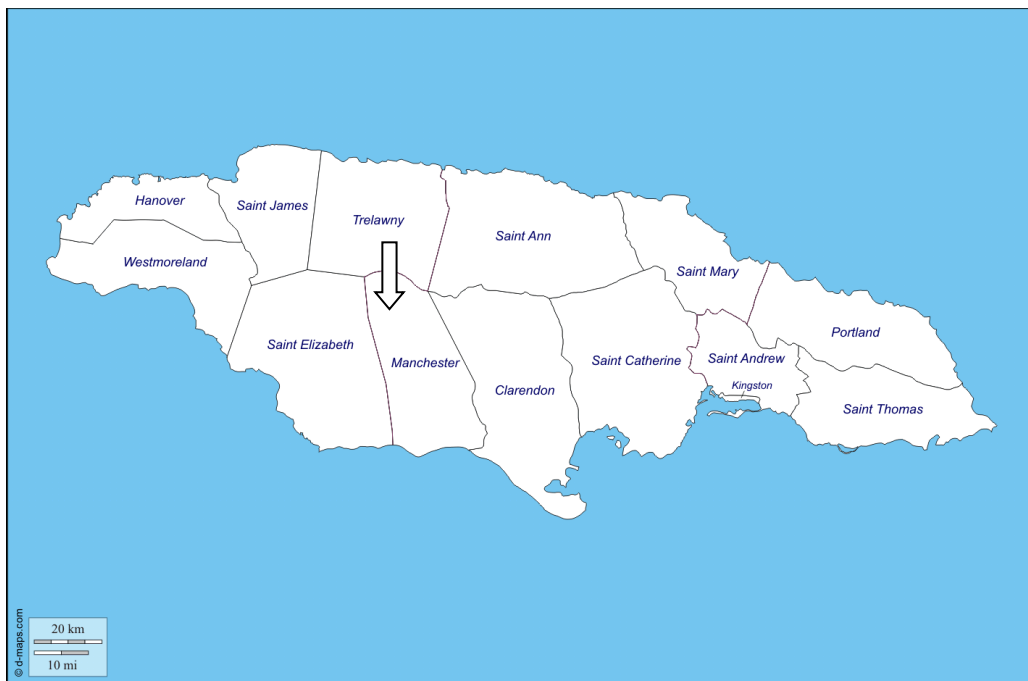 Hanover
Saint James
Trelawny
Saint Ann
Westmoreland
Saint Mary
Portland
Saint Elizabeth
Manchester
Saint Catherine
Saint Andrew
Kingston
Clarendon
Saint Thomas
© d-maps.com
20 km
10 mi